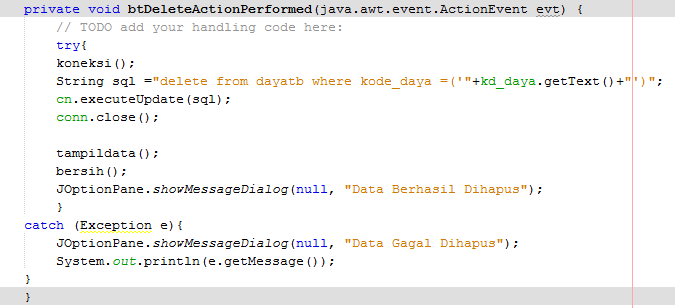 private void btDeleteActionPerformed(java.awt.event.ActionEvent evt) {
// TODO add your handling code here:
try{
koneksi();
String sql ="delete from dayatb where kode_daya =('"+kd_daya.getText()+"')";
cn.executeUpdate(sql);
conn.close();
tampildata();
bersih();
JOptionPane.showMessageDialog(null, "Data Berhasil Dihapus");
}
catch (Exception e){
JOptionPane.showMessageDialog(null, "Data Gagal Dihapus");
System.out.println(e.getMessage());
}
}